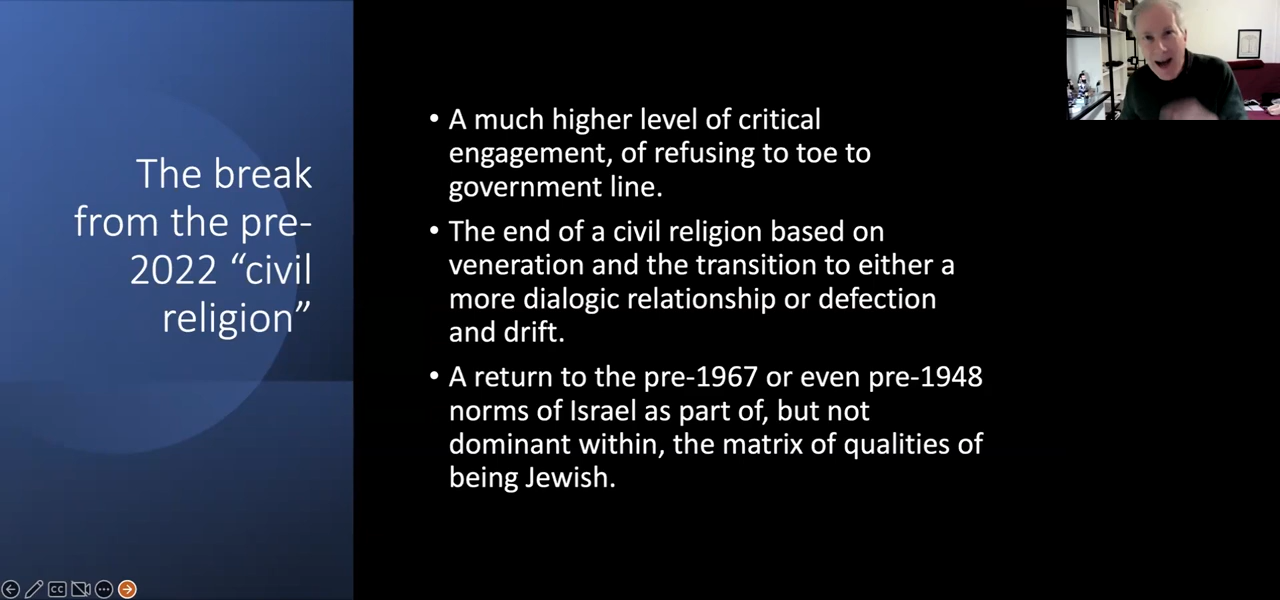 The break
from the pre-
2022 “civil
religion”
• A much higher level of critical
engagement, of refusing to toe to
government line.
• The end of a civil religion based on
veneration and the transition to either a
more dialogic relationship or defection
and drift.
• A return to the pre-1967 or even pre-1948
norms of Israel as part of, but not
dominant within, the matrix of qualities of
being Jewish.
CC